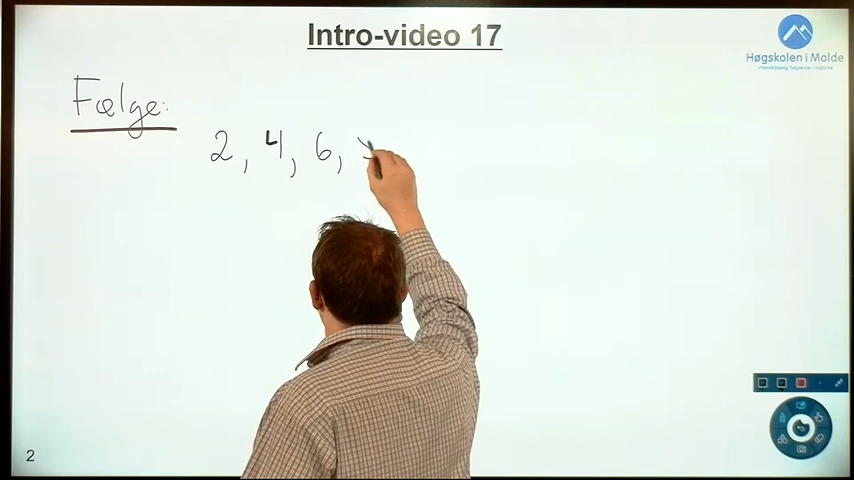 Intro-video 17
Høgskolen i Molde
Følge:
2, 4, 6,
2